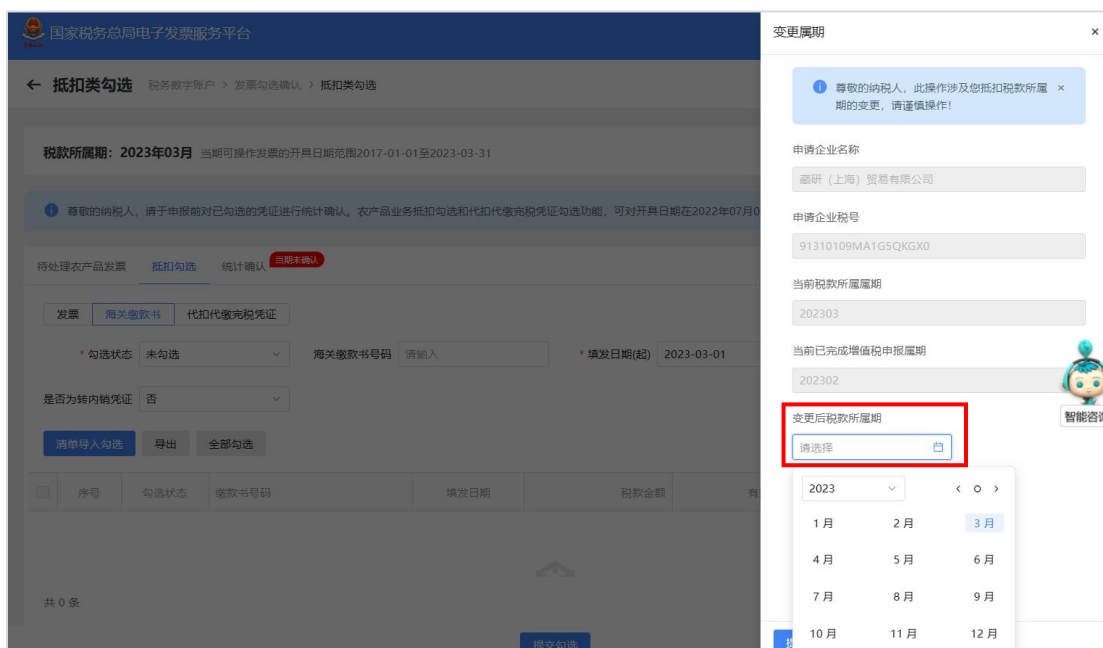 国家税务总局电子发票服务平台
← 抵扣类勾选 税务数字账户 > 发票勾选确认 > 抵扣类勾选
税款所属期：2023年03月 当期可操作发票的开具日期范围2017-01-01至2023-03-31
尊敬的纳税人，请于申报前对已勾选的凭证进行统计确认。农产品业务抵扣勾选和代扣代缴完税凭证勾选功能，可对开具日期在2022年07月0
待处理农产品发票 抵扣勾选 统计确认 当期未确认
发票 海关缴款书 代扣代缴完税凭证
* 勾选状态 未勾选 海关缴款书号码 请输入 * 填发日期(起) 2023-03-01
是否为转内销凭证 否
清单导入勾选 导出 全部勾选
序号 勾选状态 缴款书号码 填发日期 税款金额 有
共 0 条
提交勾选
变更属期 ×
尊敬的纳税人，此操作涉及您抵扣税款所属 ×
期的变更，请谨慎操作！
申请企业名称
蕴研（上海）贸易有限公司
申请企业税号
91310109MA1G5QKGX0
当前税款所属属期
202303
当前已完成增值税申报属期
202302
智能咨询
变更后税款所属期
请选择
2023 < O >
1 月 2 月 3 月
4 月 5 月 6 月
7 月 8 月 9 月
10 月 11 月 12 月